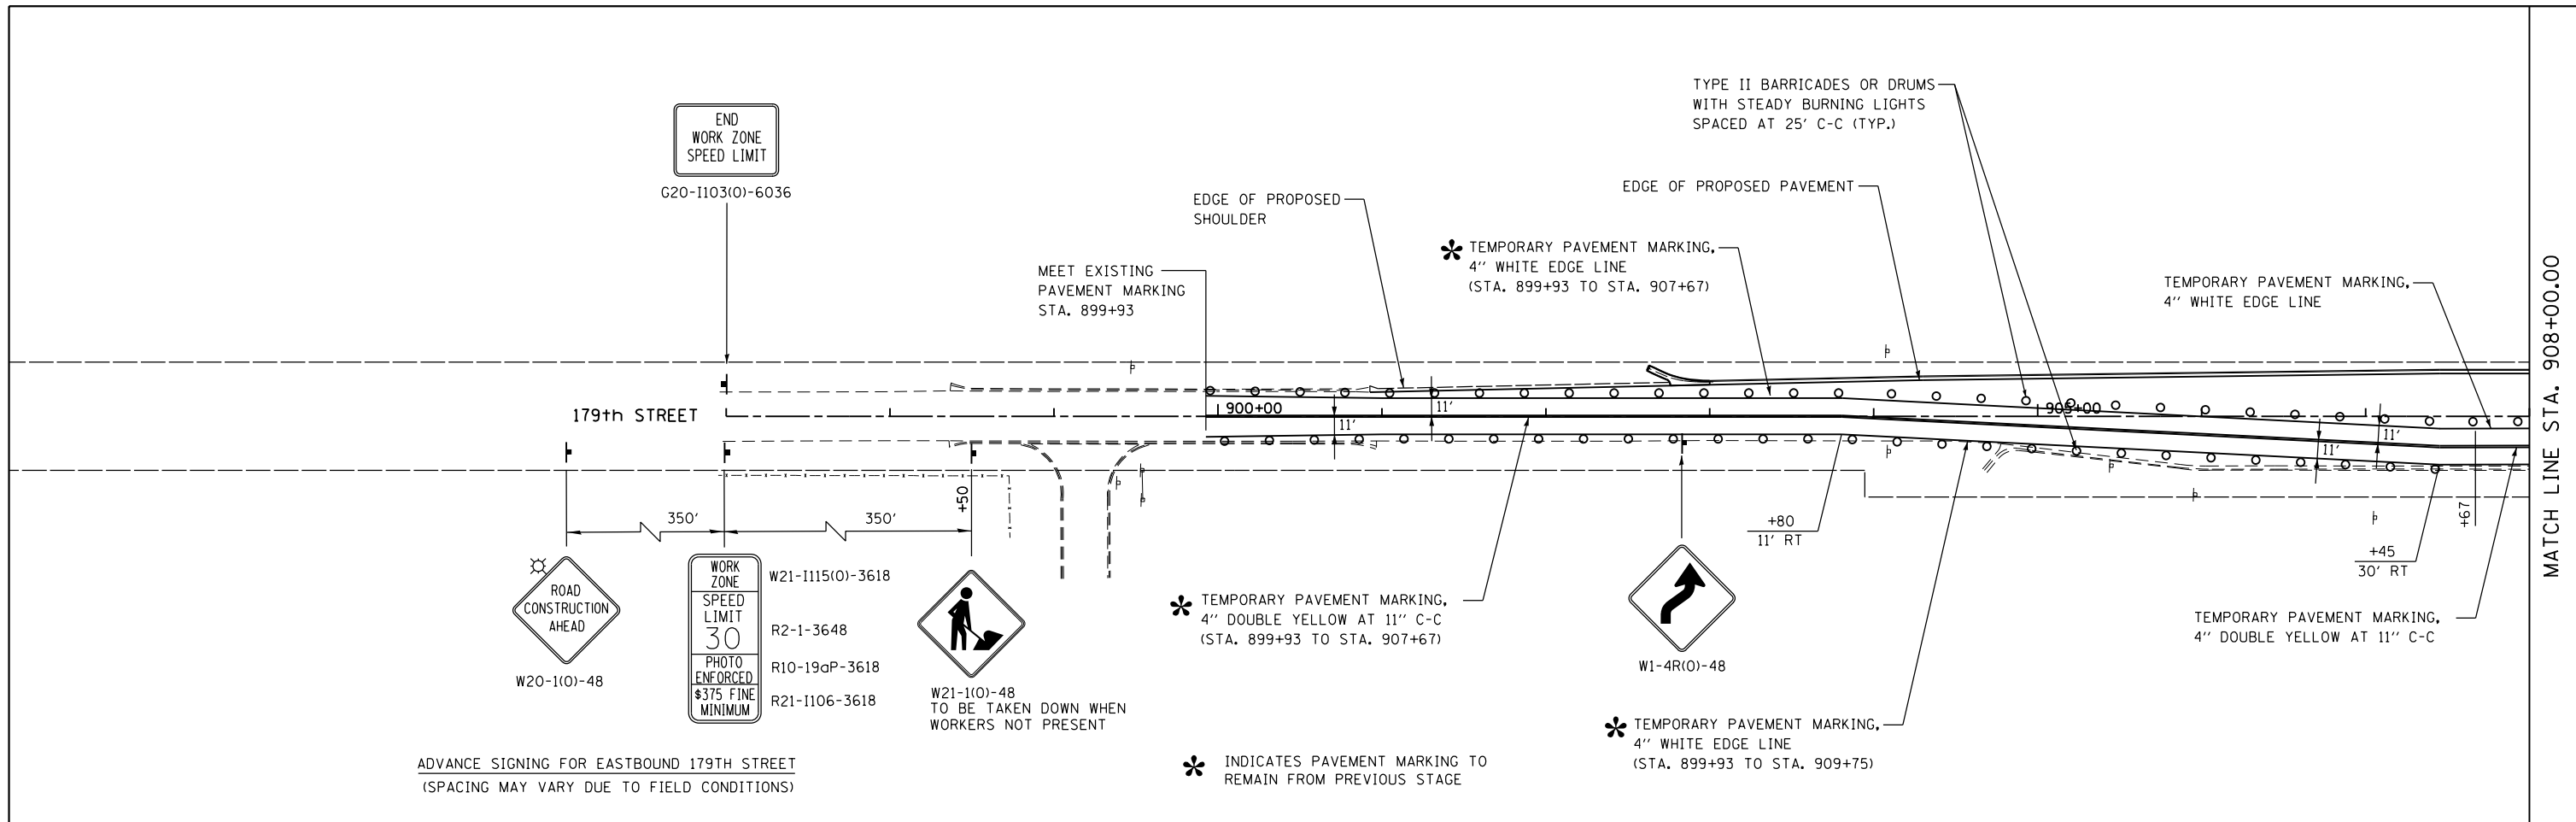 END
WORK ZONE
SPEED LIMIT
G20-I103(O)-6036
TYPE II BARRICADES OR DRUMS
WITH STEADY BURNING LIGHTS
SPACED AT 25' C-C (TYP.)
EDGE OF PROPOSED
SHOULDER
EDGE OF PROPOSED PAVEMENT
MEET EXISTING
PAVEMENT MARKING
STA. 899+93
* TEMPORARY PAVEMENT MARKING,
4'' WHITE EDGE LINE
(STA. 899+93 TO STA. 907+67)
TEMPORARY PAVEMENT MARKING,
4'' WHITE EDGE LINE
MATCH LINE STA. 908+00.00
179th STREET
900+00
905+00
11'
11'
11'
11'
350'
350'
+50
+80
11' RT
+67
+45
30' RT
ROAD
CONSTRUCTION
AHEAD
W20-1(O)-48
WORK
ZONE
SPEED
LIMIT
30
PHOTO
ENFORCED
$375 FINE
MINIMUM
W21-I115(O)-3618
R2-1-3648
R10-19aP-3618
R21-I106-3618
W21-1(O)-48
TO BE TAKEN DOWN WHEN
WORKERS NOT PRESENT
* TEMPORARY PAVEMENT MARKING,
4'' DOUBLE YELLOW AT 11'' C-C
(STA. 899+93 TO STA. 907+67)
W1-4R(O)-48
TEMPORARY PAVEMENT MARKING,
4'' DOUBLE YELLOW AT 11'' C-C
* TEMPORARY PAVEMENT MARKING,
4'' WHITE EDGE LINE
(STA. 899+93 TO STA. 909+75)
ADVANCE SIGNING FOR EASTBOUND 179TH STREET
(SPACING MAY VARY DUE TO FIELD CONDITIONS)
* INDICATES PAVEMENT MARKING TO
REMAIN FROM PREVIOUS STAGE